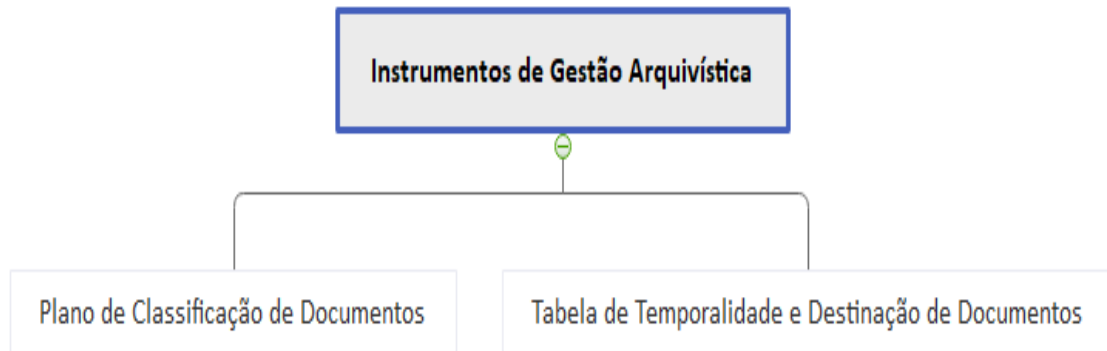 Instrumentos de Gestão Arquivística
Plano de Classificação de Documentos
Tabela de Temporalidade e Destinação de Documentos